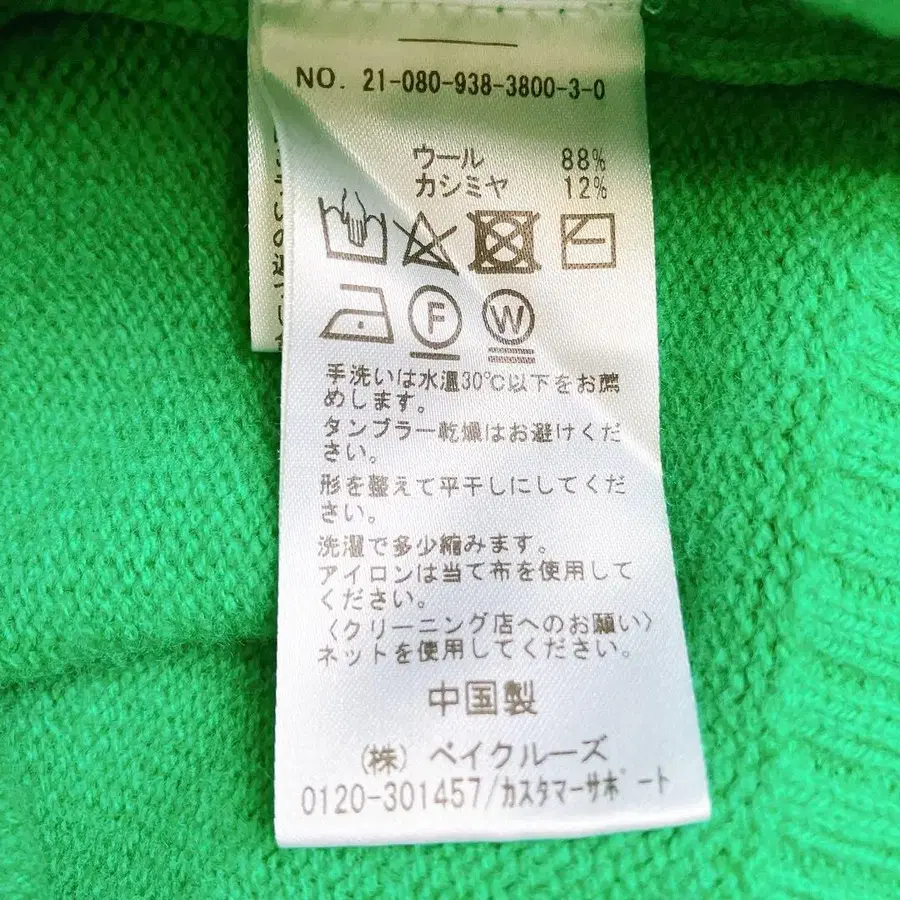 NO. 21-080-938-3800-3-0
ウール 88%
カシミヤ 12%
F W
手洗いは水温30℃以下をお薦
めします。
タンブラー乾燥はお避けくだ
さい。
形を整えて平干しにしてくだ
さい。
洗濯で多少縮みます。
アイロンは当て布を使用して
ください。
〈クリーニング店へのお願い〉
ネットを使用してください。
中国製
(株) ベイクルーズ
0120-301457/カスタマーサポート